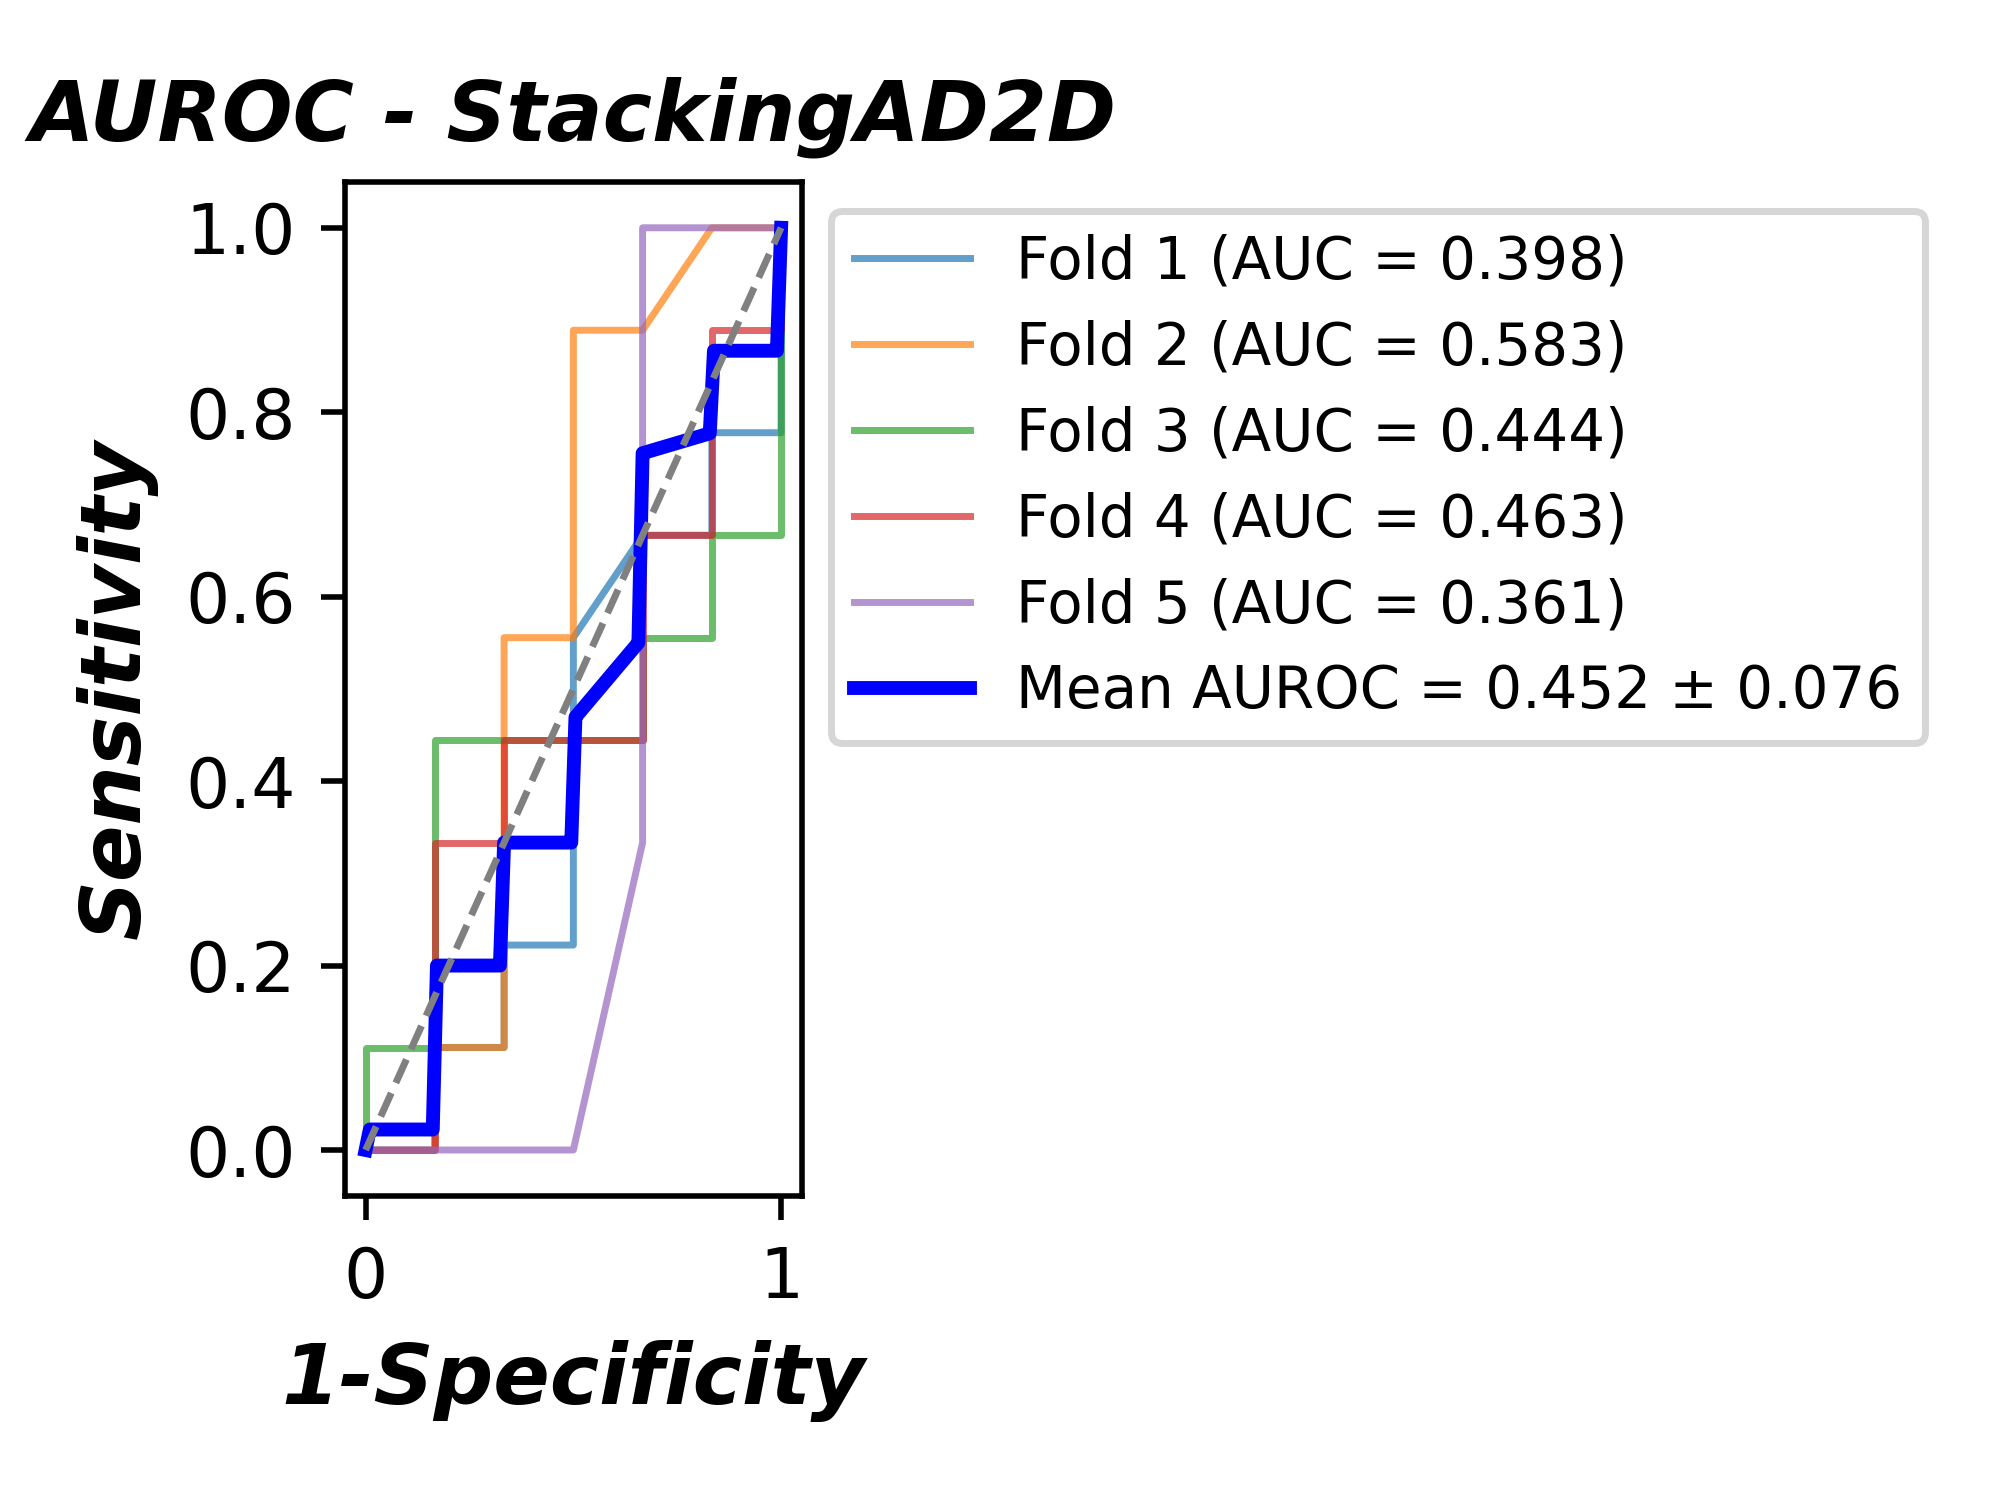 AUROC - StackingAD2D
Sensitivity
1.0
0.8
0.6
0.4
0.2
0.0
0 1
1-Specificity
Fold 1 (AUC = 0.398)
Fold 2 (AUC = 0.583)
Fold 3 (AUC = 0.444)
Fold 4 (AUC = 0.463)
Fold 5 (AUC = 0.361)
Mean AUROC = 0.452 ± 0.076